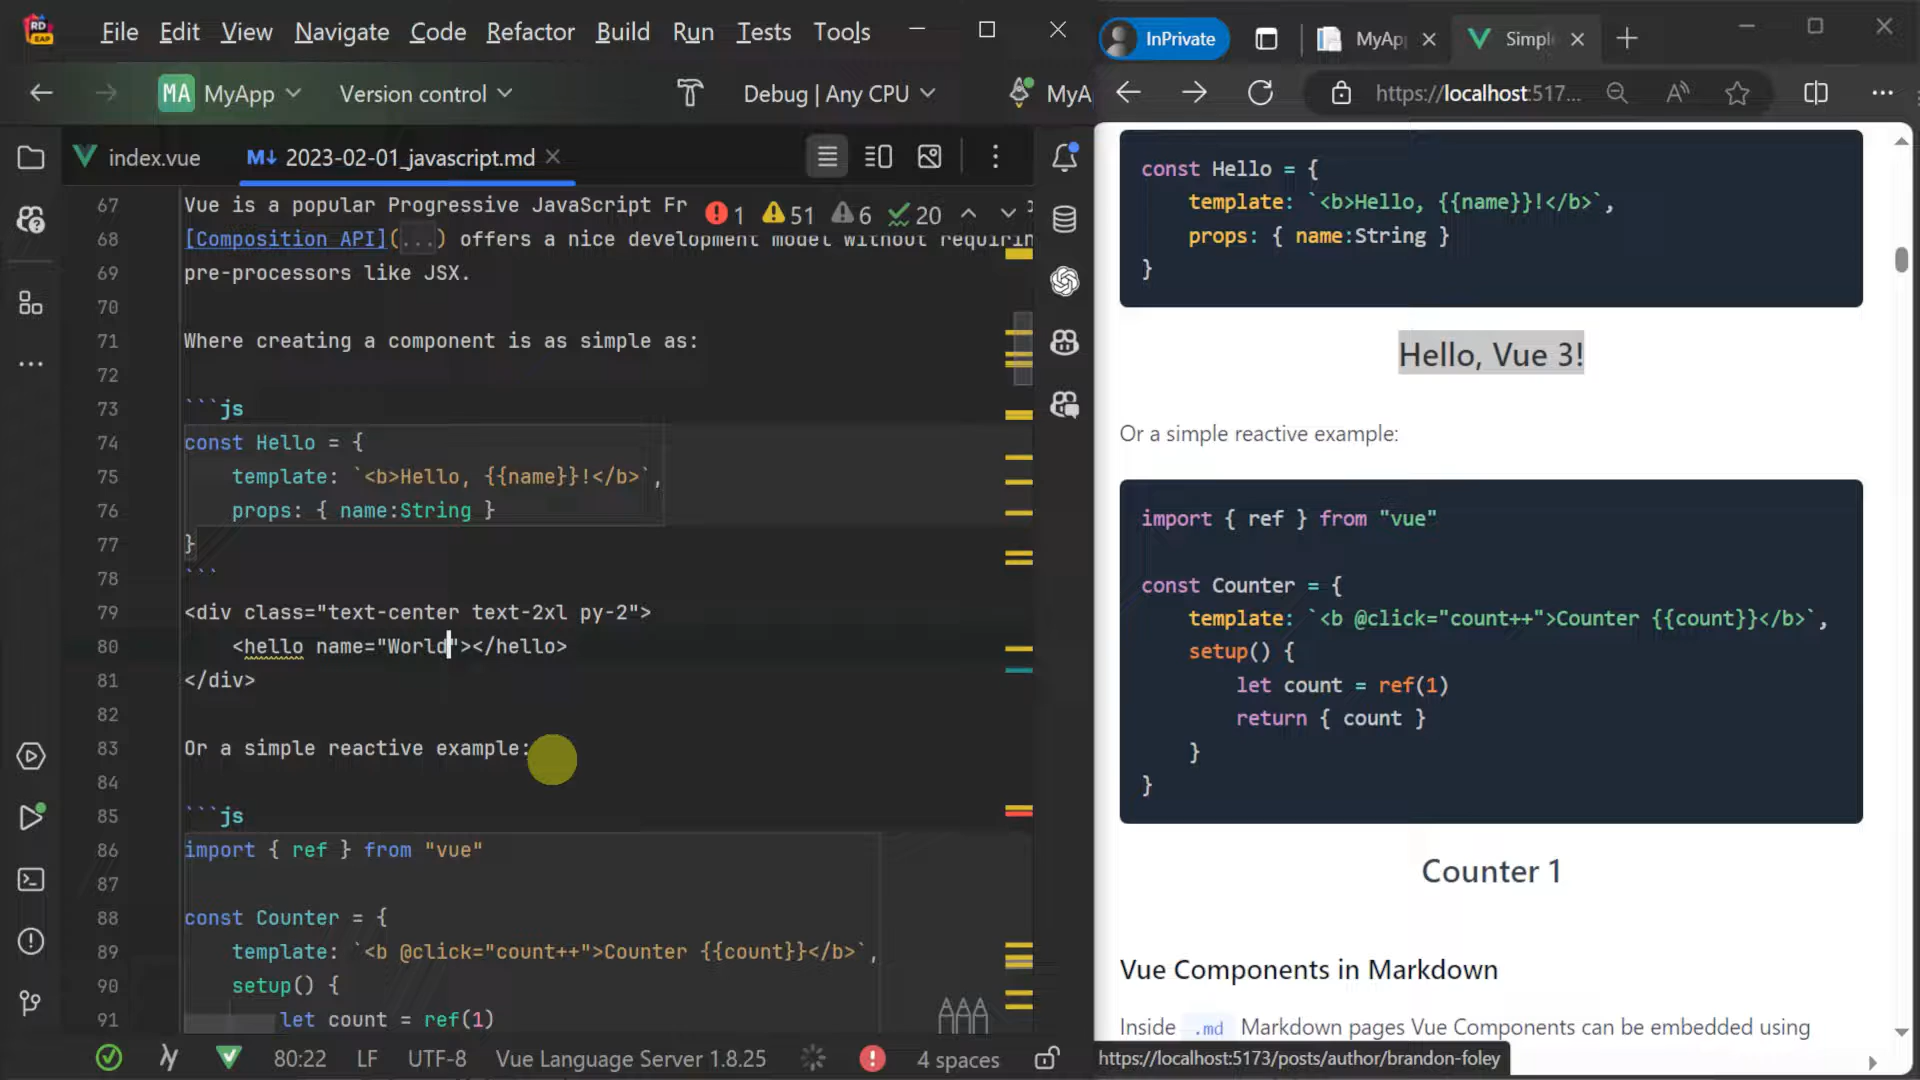 RD
EAP
File Edit View Navigate Code Refactor Build Run Tests Tools
MA MyApp Version control Debug | Any CPU MyA
index.vue M↓ 2023-02-01_javascript.md
1 51 6 20
67 Vue is a popular Progressive JavaScript Fr
68 [Composition API](...) offers a nice development model without requirin
69 pre-processors like JSX.
70
71 Where creating a component is as simple as:
72
73 ```js
74 const Hello = {
75 template: `<b>Hello, {{name}}!</b>`,
76 props: { name:String }
77 }
78 ```
79 <div class="text-center text-2xl py-2">
80 <hello name="World"></hello>
81 </div>
82
83 Or a simple reactive example:
84
85 ```js
86 import { ref } from "vue"
87
88 const Counter = {
89 template: `<b @click="count++">Counter {{count}}</b>`,
90 setup() {
91 let count = ref(1)
80:22 LF UTF-8 Vue Language Server 1.8.25 4 spaces
InPrivate MyAp Simpl
https://localhost:517...
const Hello = {
template: `<b>Hello, {{name}}!</b>`,
props: { name:String }
}
Hello, Vue 3!
Or a simple reactive example:
import { ref } from "vue"
const Counter = {
template: `<b @click="count++">Counter {{count}}</b>`,
setup() {
let count = ref(1)
return { count }
}
}
Counter 1
Vue Components in Markdown
Inside .md Markdown pages Vue Components can be embedded using
https://localhost:5173/posts/author/brandon-foley